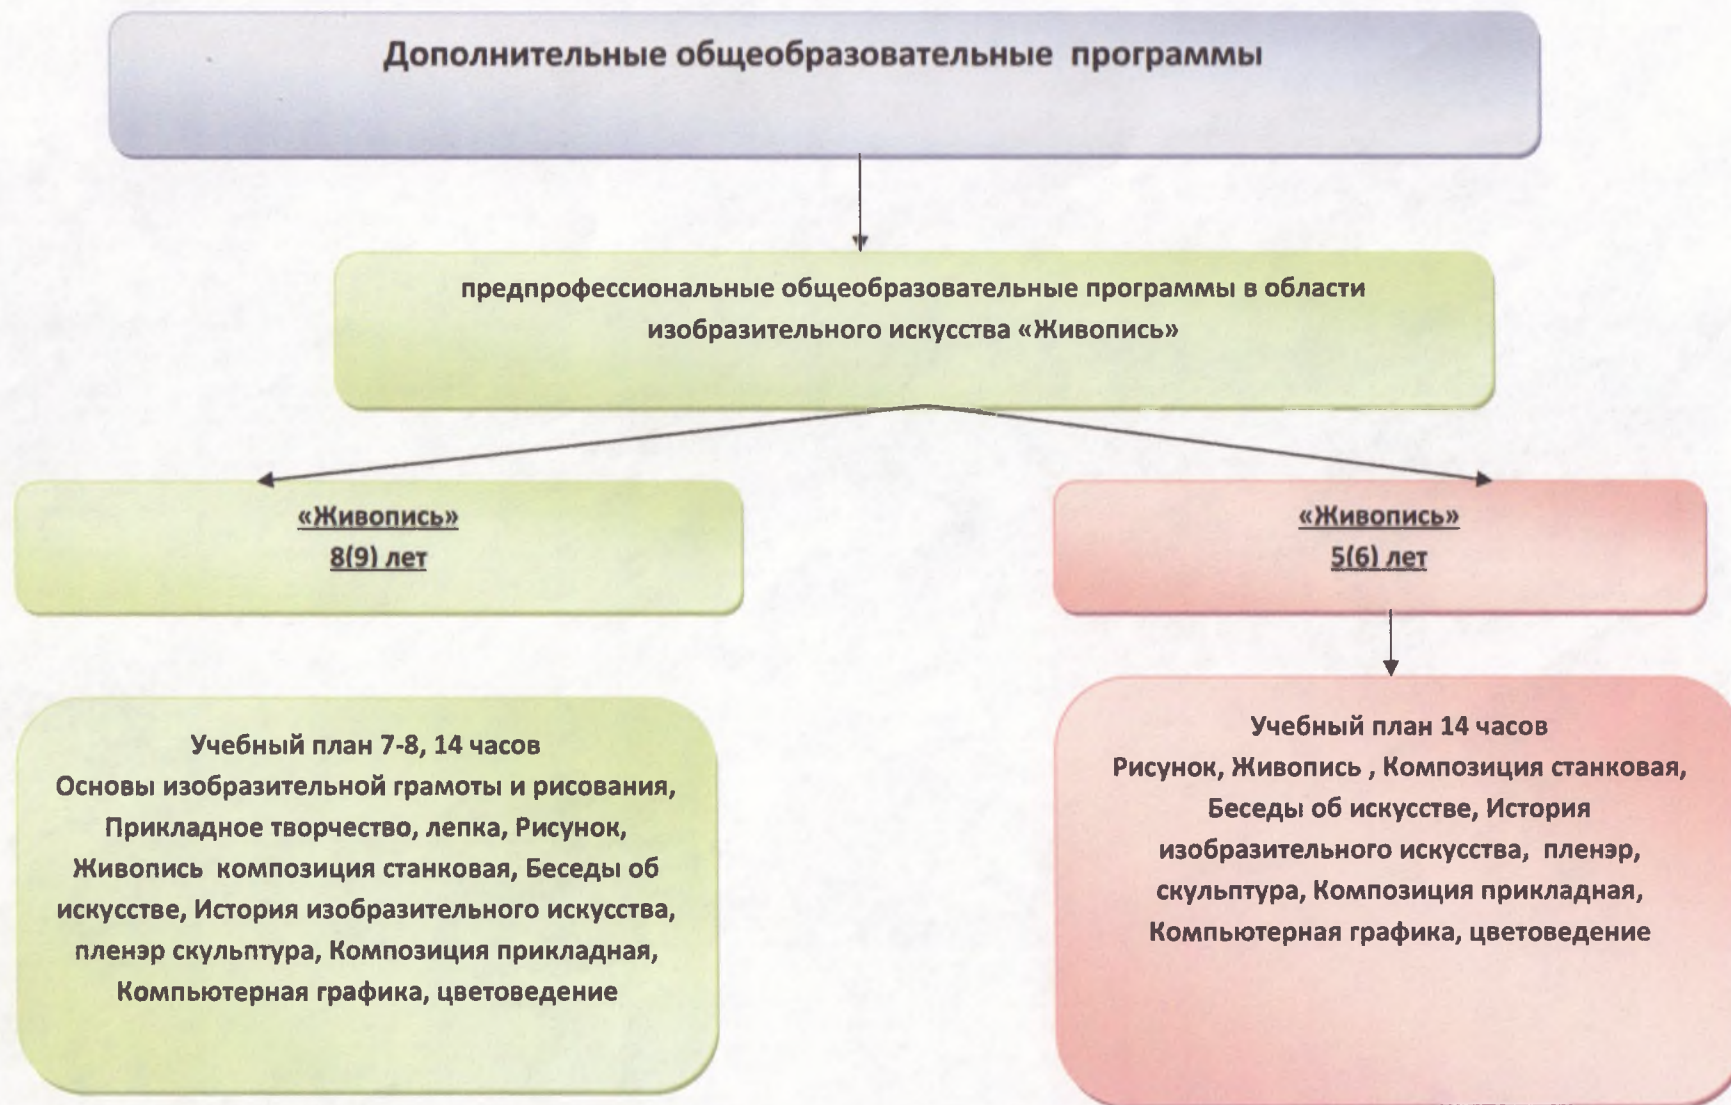 Дополнительные общеобразовательные программы
предпрофессиональные общеобразовательные программы в области
изобразительного искусства «Живопись»
«Живопись»
8(9) лет
«Живопись»
5(6) лет
Учебный план 7-8, 14 часов
Основы изобразительной грамоты и рисования,
Прикладное творчество, лепка, Рисунок,
Живопись композиция станковая, Беседы об
искусстве, История изобразительного искусства,
пленэр скульптура, Композиция прикладная,
Компьютерная графика, цветоведение
Учебный план 14 часов
Рисунок, Живопись , Композиция станковая,
Беседы об искусстве, История
изобразительного искусства, пленэр,
скульптура, Композиция прикладная,
Компьютерная графика, цветоведение